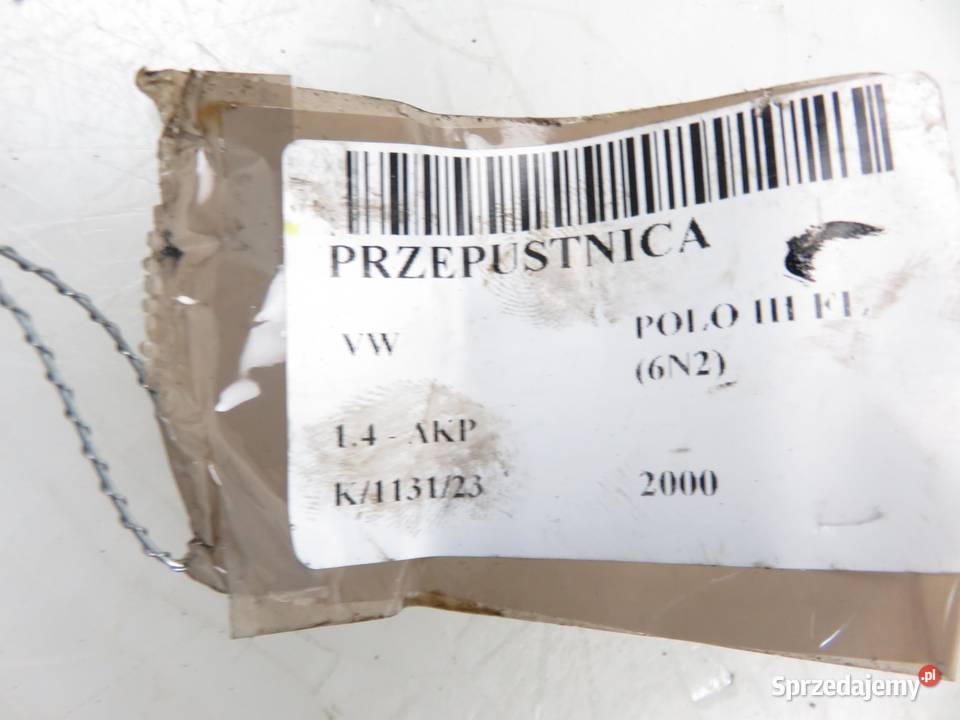 PRZEPUSTNICA
VW
POLO III FL
(6N2)
1.4 - AKP
K/1131/23
2000
Sprzedajemy.pl